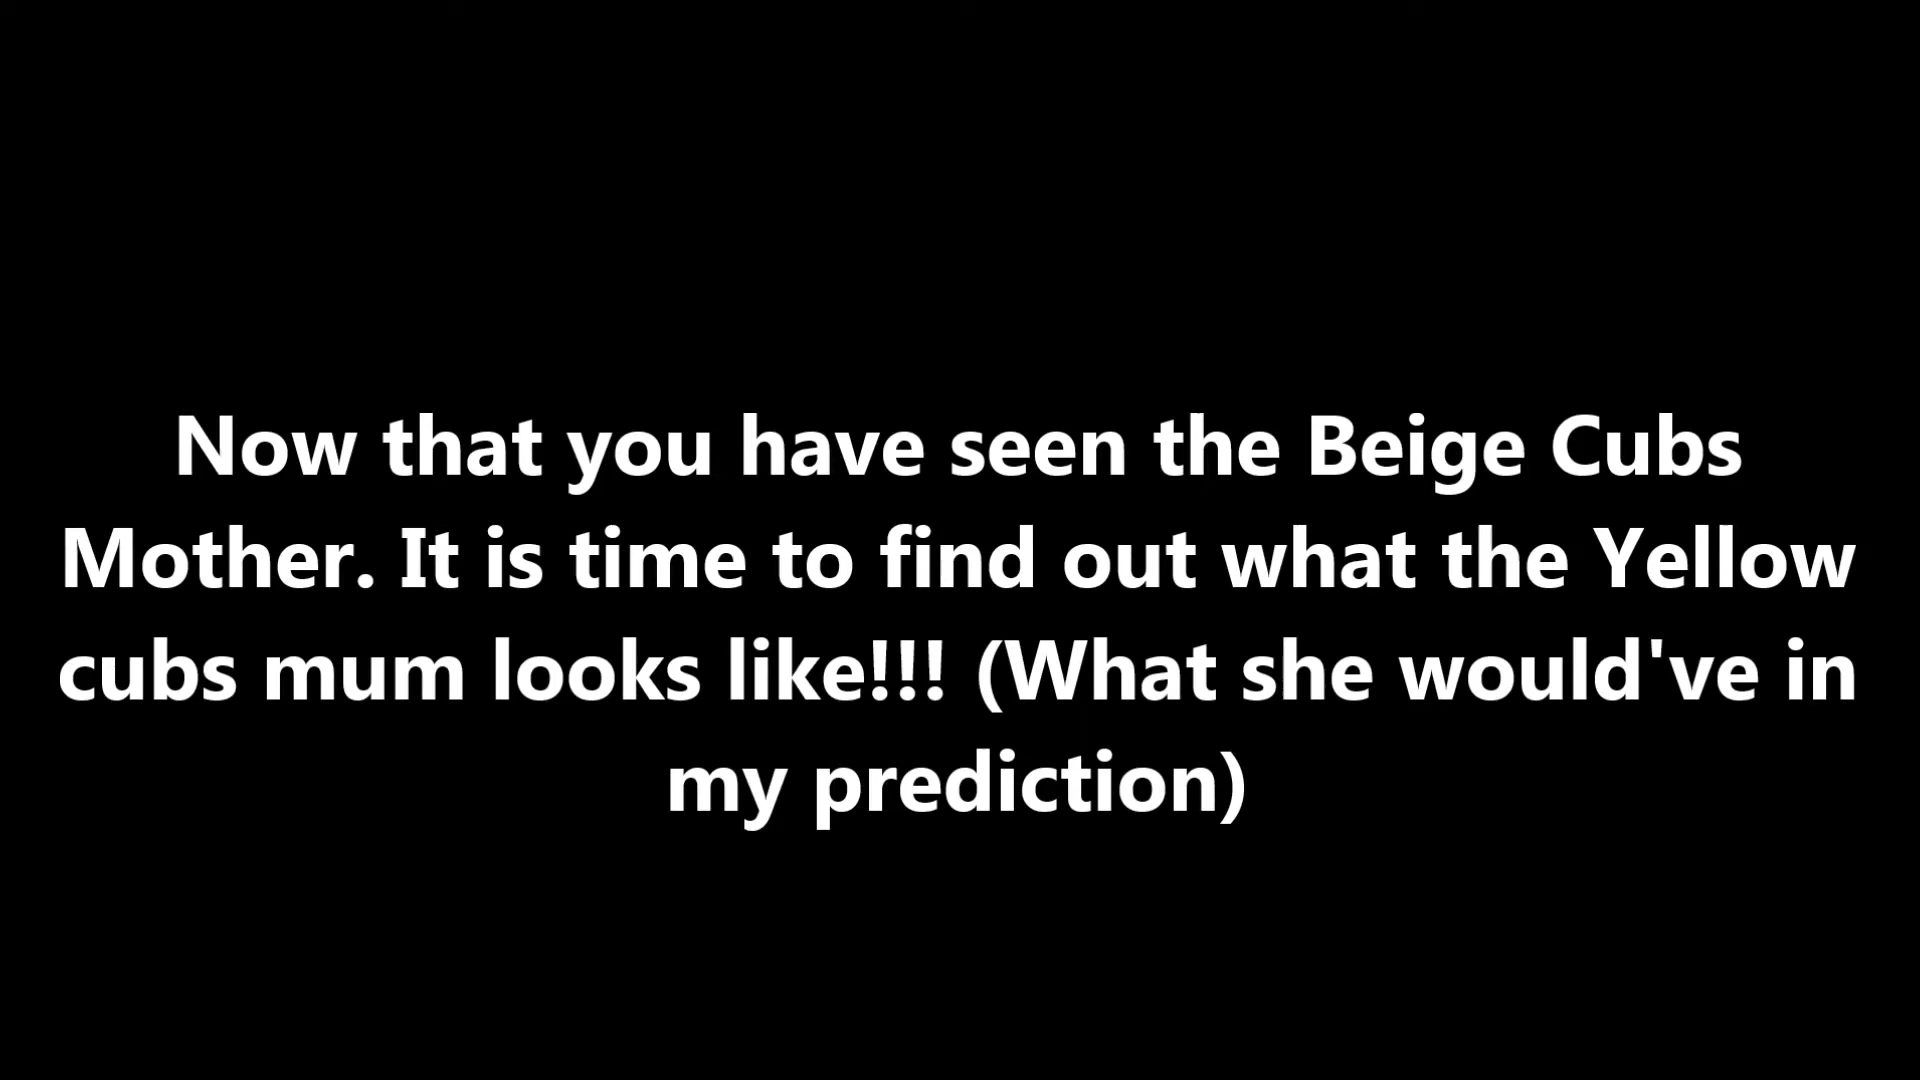 Now that you have seen the Beige Cubs
Mother. It is time to find out what the Yellow
cubs mum looks like!!! (What she would've in
my prediction)